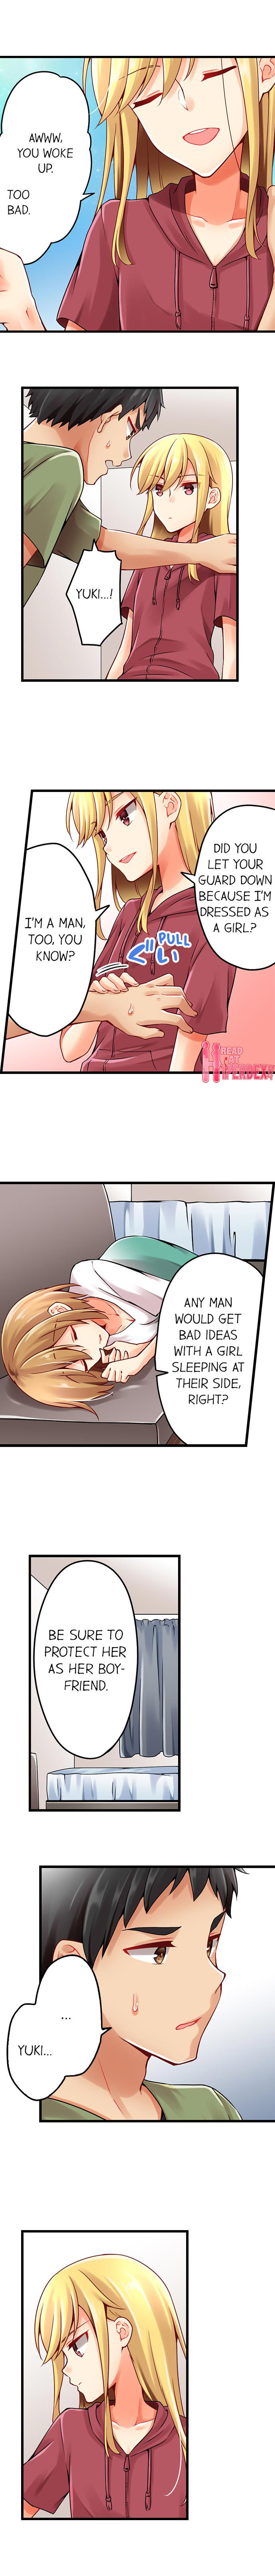 AWWW,
YOU WOKE
UP.
TOO
BAD.
YUKI...!
DID YOU
LET YOUR
GUARD DOWN
BECAUSE I'M
DRESSED AS
A GIRL?
I'M A MAN,
TOO, YOU
KNOW?
PULL
ぐい
READ
AT
HIPERDEX
ANY MAN
WOULD GET
BAD IDEAS
WITH A GIRL
SLEEPING AT
THEIR SIDE,
RIGHT?
BE SURE TO
PROTECT HER
AS HER BOY-
FRIEND.
...
YUKI...